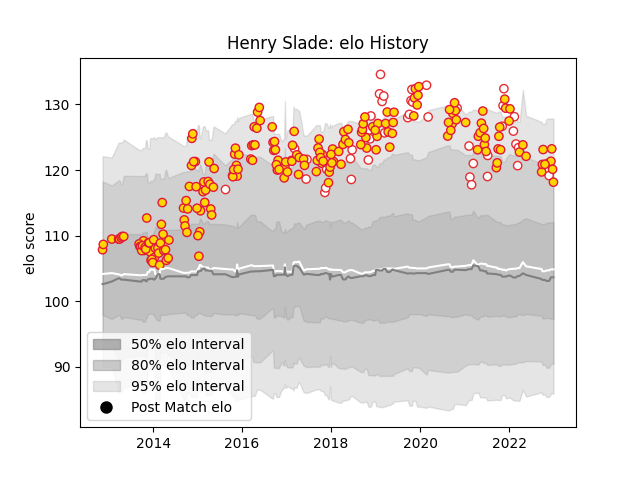 Henry Slade: elo History
elo score
130
120
110
100
90
50% elo Interval
80% elo Interval
95% elo Interval
Post Match elo
2014 2016 2018 2020 2022